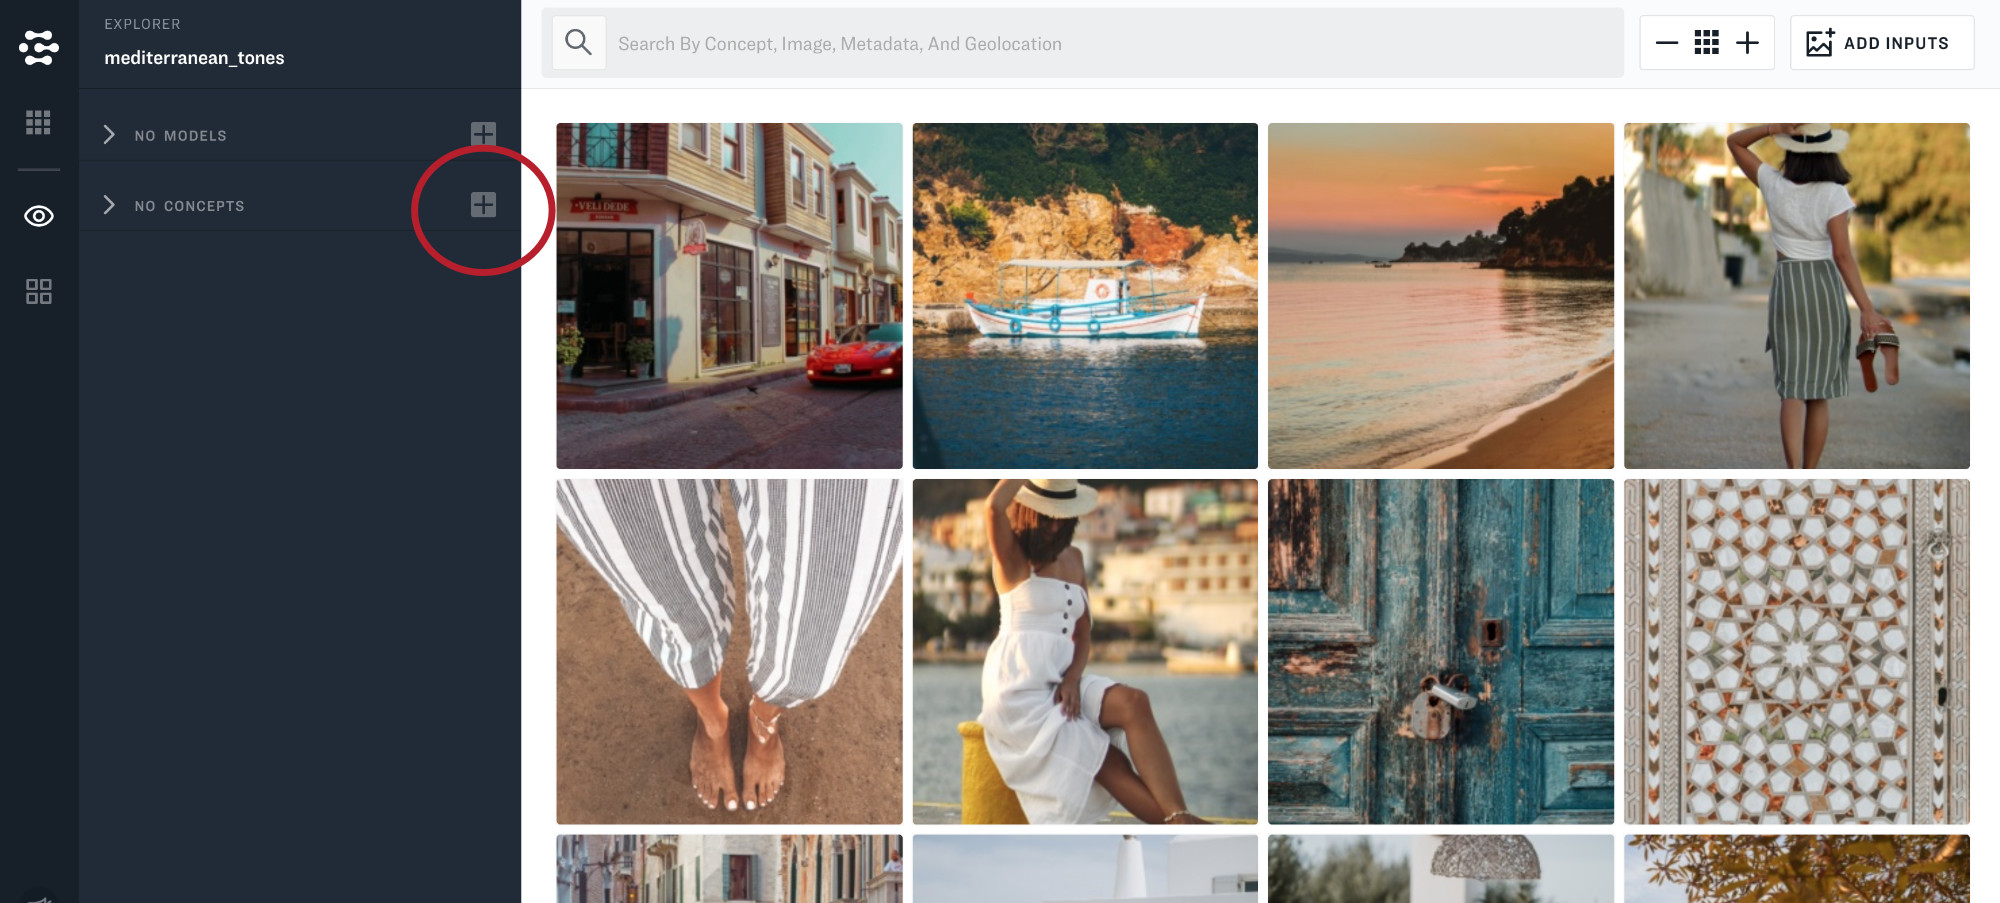 EXPLORER
mediterranean_tones
Search By Concept, Image, Metadata, And Geolocation
ADD INPUTS
NO MODELS
NO CONCEPTS
VELI DEDE